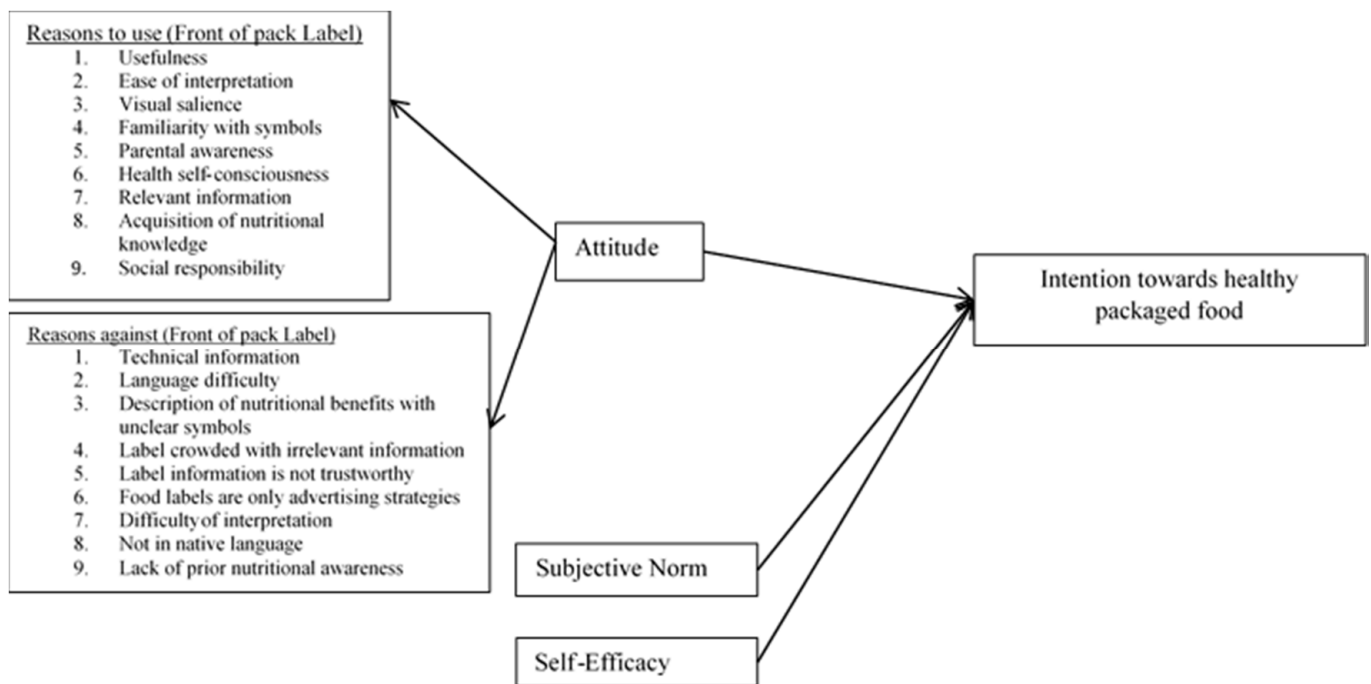 Reasons to use (Front of pack Label)
1. Usefulness
2. Ease of interpretation
3. Visual salience
4. Familiarity with symbols
5. Parental awareness
6. Health self-consciousness
7. Relevant information
8. Acquisition of nutritional
knowledge
9. Social responsibility
Reasons against (Front of pack Label)
1. Technical information
2. Language difficulty
3. Description of nutritional benefits with
unclear symbols
4. Label crowded with irrelevant information
5. Label information is not trustworthy
6. Food labels are only advertising strategies
7. Difficulty of interpretation
8. Not in native language
9. Lack of prior nutritional awareness
Attitude
Subjective Norm
Self-Efficacy
Intention towards healthy
packaged food